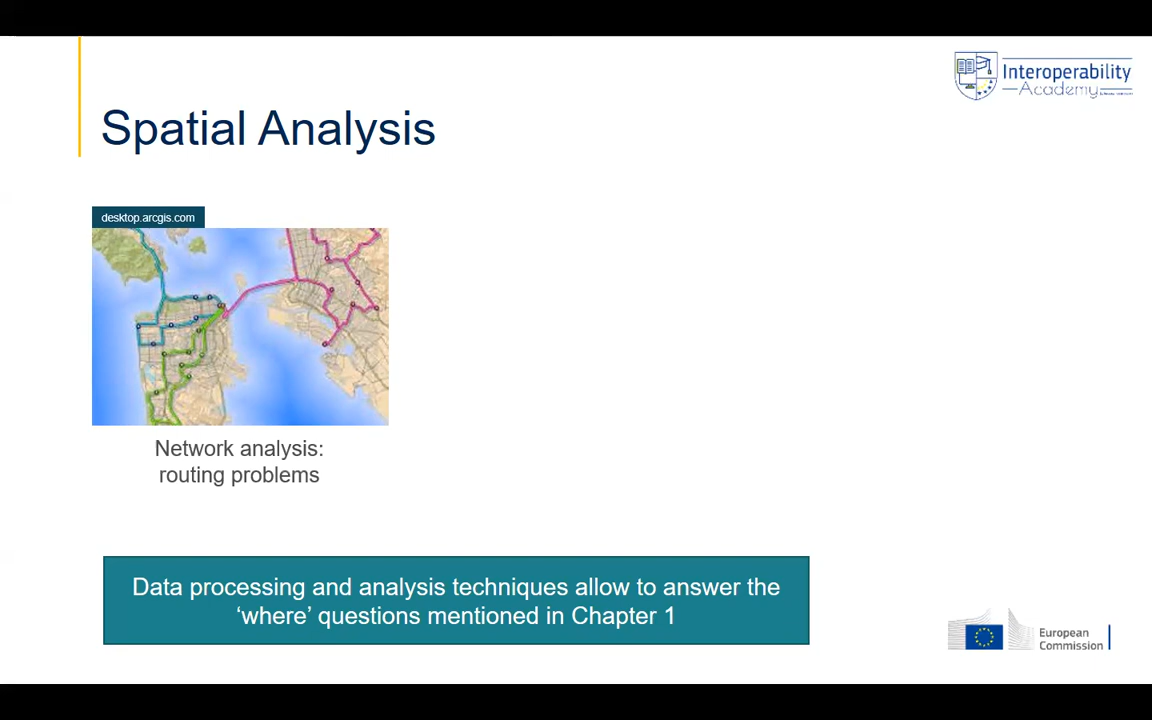 Interoperability
Academy
Spatial Analysis
desktop.arcgis.com
Network analysis:
routing problems
Data processing and analysis techniques allow to answer the
‘where’ questions mentioned in Chapter 1
European
Commission